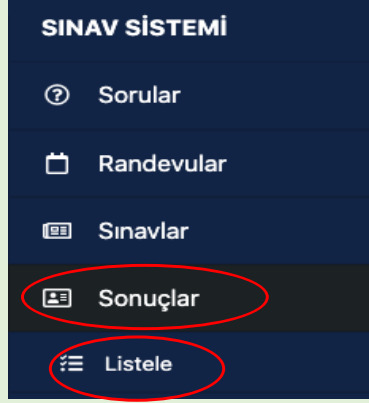 SINAV SİSTEMİ
Sorular
Randevular
Sınavlar
Sonuçlar
Listele